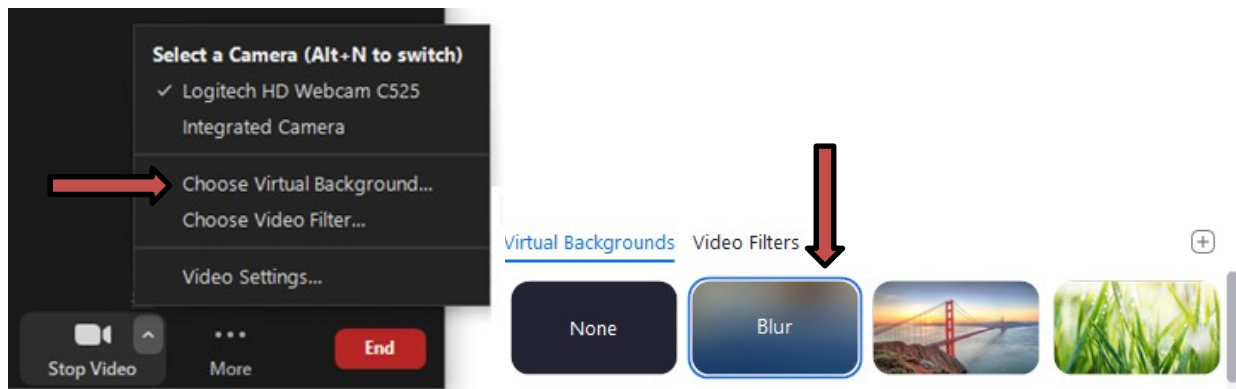 Select a Camera (Alt+N to switch)
✓ Logitech HD Webcam C525
Integrated Camera
Choose Virtual Background...
Choose Video Filter...
Video Settings...
Stop Video
More
End
Virtual Backgrounds
Video Filters
None
Blur